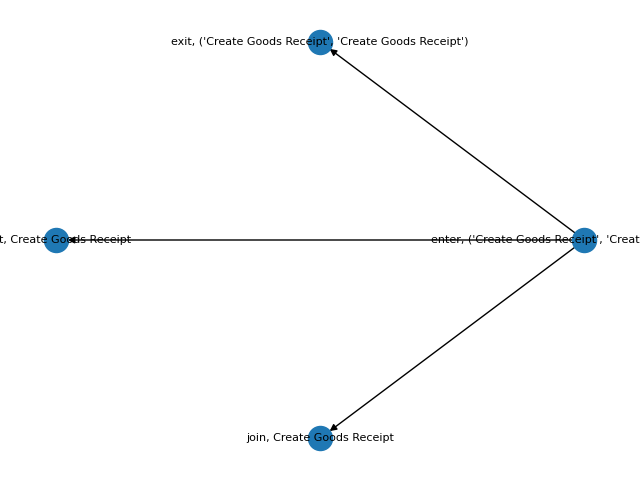 exit, ('Create Goods Receipt', 'Create Goods Receipt')
t, Create Goods Receipt
enter, ('Create Goods Receipt', 'Creat
join, Create Goods Receipt